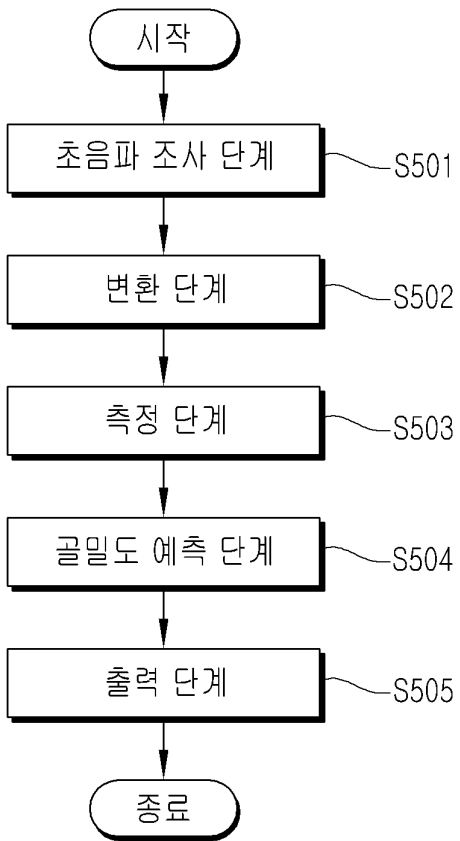 시작
초음파 조사 단계
S501
변환 단계
S502
측정 단계
S503
골밀도 예측 단계
S504
출력 단계
S505
종료